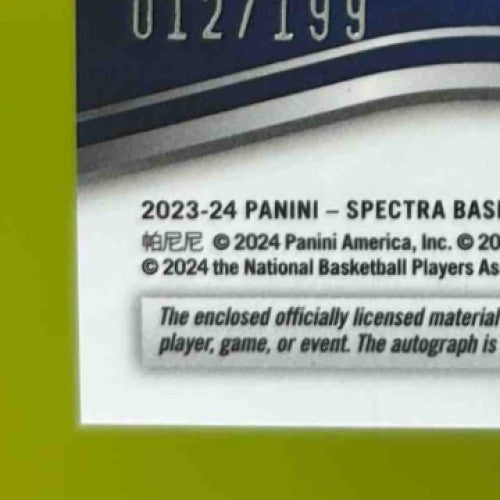 012/199
2023-24 PANINI – SPECTRA BASK
帕尼尼 © 2024 Panini America, Inc. © 20
© 2024 the National Basketball Players As
The enclosed officially licensed material
player, game, or event. The autograph is